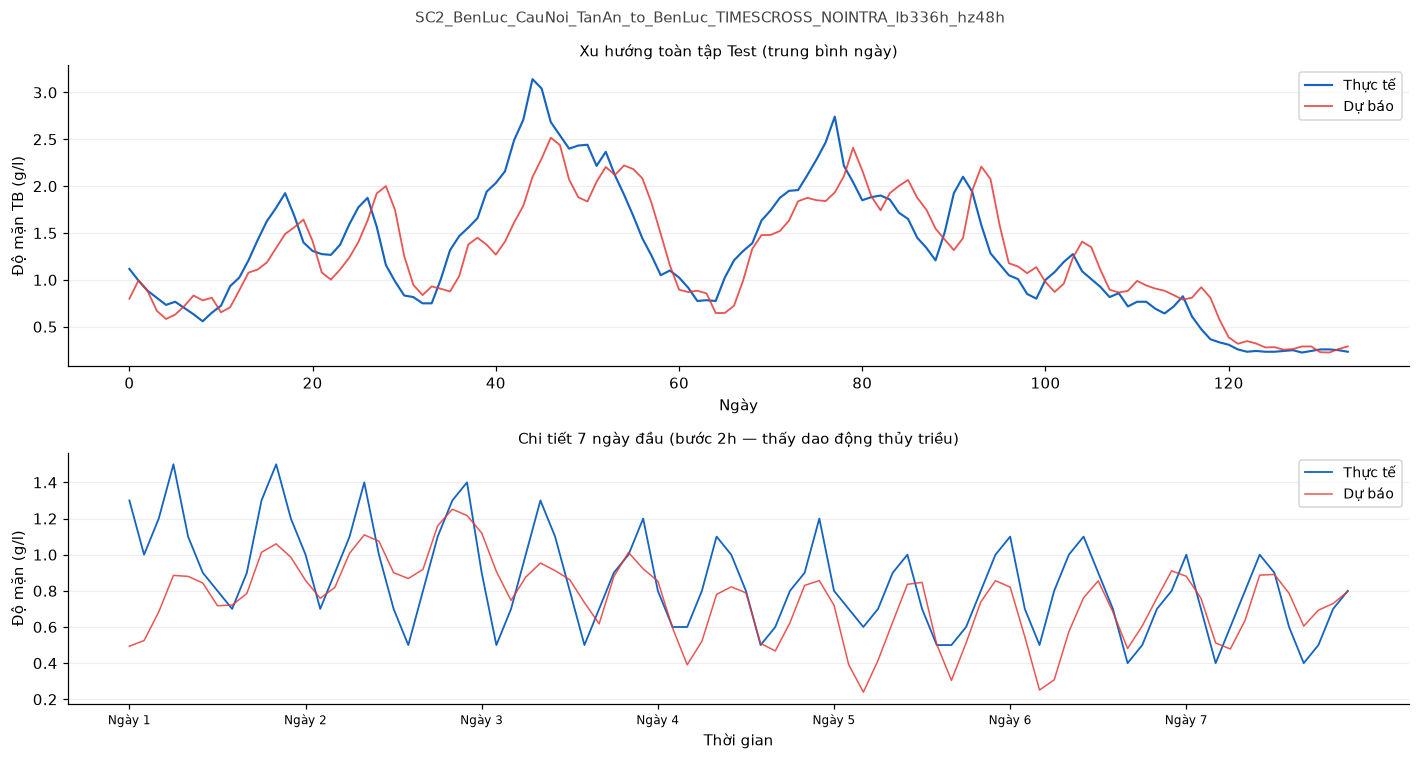 SC2_BenLuc_CauNoi_TanAn_to_BenLuc_TIMESCROSS_NOINTRA_lb336h_hz48h
Xu hướng toàn tập Test (trung bình ngày)
Độ mặn TB (g/l)
3.0
2.5
2.0
1.5
1.0
0.5
Thực tế
Dự báo
0 20 40 60 80 100 120
Ngày
Chi tiết 7 ngày đầu (bước 2h — thấy dao động thủy triều)
Độ mặn (g/l)
1.4
1.2
1.0
0.8
0.6
0.4
0.2
Thực tế
Dự báo
Ngày 1 Ngày 2 Ngày 3 Ngày 4 Ngày 5 Ngày 6 Ngày 7
Thời gian